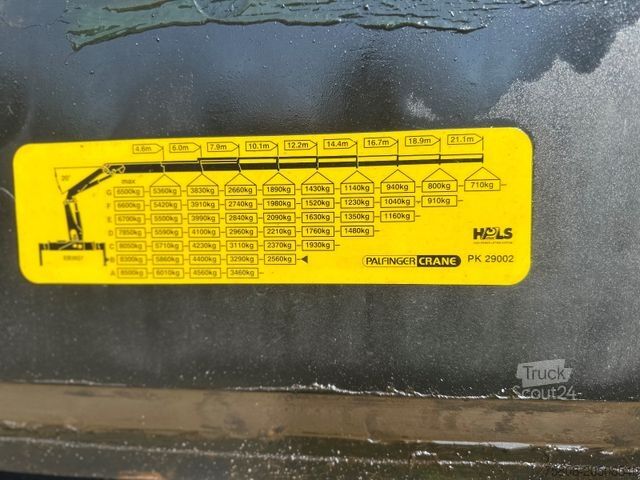 4.6m 6.0m 7.9m 10.1m 12.2m 14.4m 16.7m 18.9m 21.1m
20°
max
G 6500kg 5360kg 3830kg 2660kg 1890kg 1430kg 1140kg 940kg 800kg 710kg
F 6600kg 5420kg 3910kg 2740kg 1980kg 1520kg 1230kg 1040kg 910kg
E 6700kg 5500kg 3990kg 2840kg 2090kg 1630kg 1350kg 1160kg
D 7850kg 5590kg 4100kg 2960kg 2210kg 1760kg 1480kg
C 8050kg 5710kg 4230kg 3110kg 2370kg 1930kg
B 8300kg 5860kg 4400kg 3290kg 2560kg
A 8500kg 6010kg 4560kg 3460kg
HPLS
PALFINGER CRANE PK 29002
Truck
Scout24